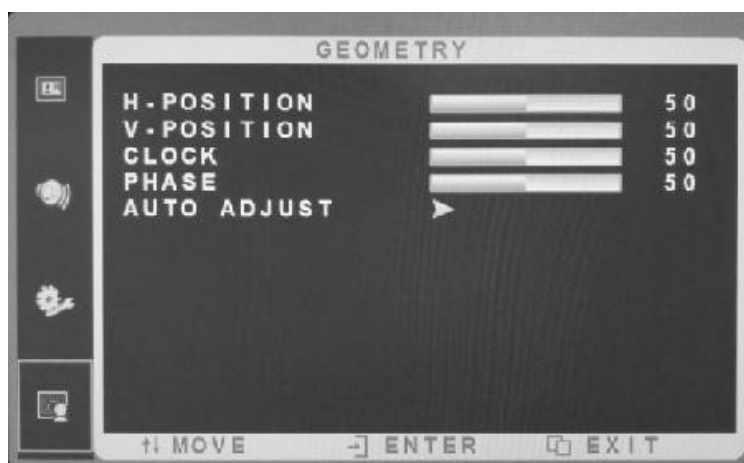 GEOMETRY
H-POSITION 50
V-POSITION 50
CLOCK 50
PHASE 50
AUTO ADJUST
MOVE ENTER EXIT